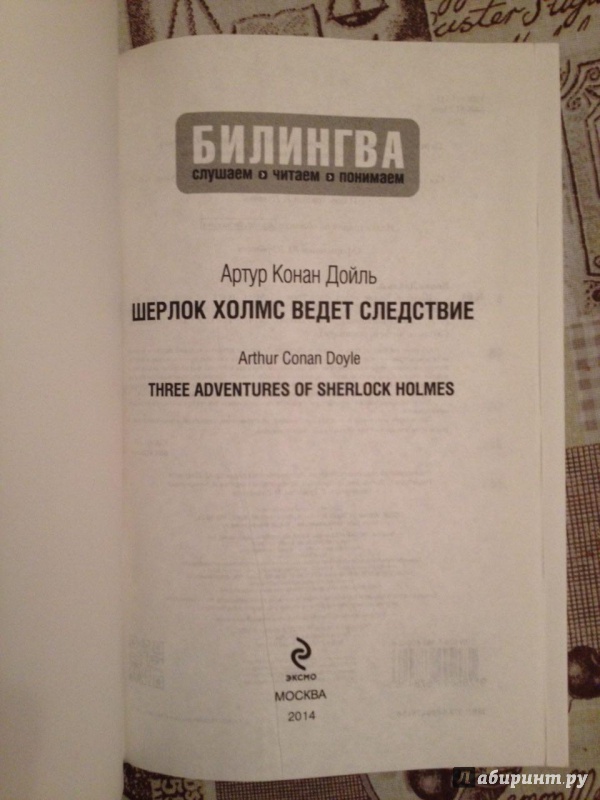 БИЛИНГВА
слушаем читаем понимаем
Артур Конан Дойль
ШЕРЛОК ХОЛМС ВЕДЕТ СЛЕДСТВИЕ
Arthur Conan Doyle
THREE ADVENTURES OF SHERLOCK HOLMES
ЭКСМО
МОСКВА
2014
Лабиринт.ру